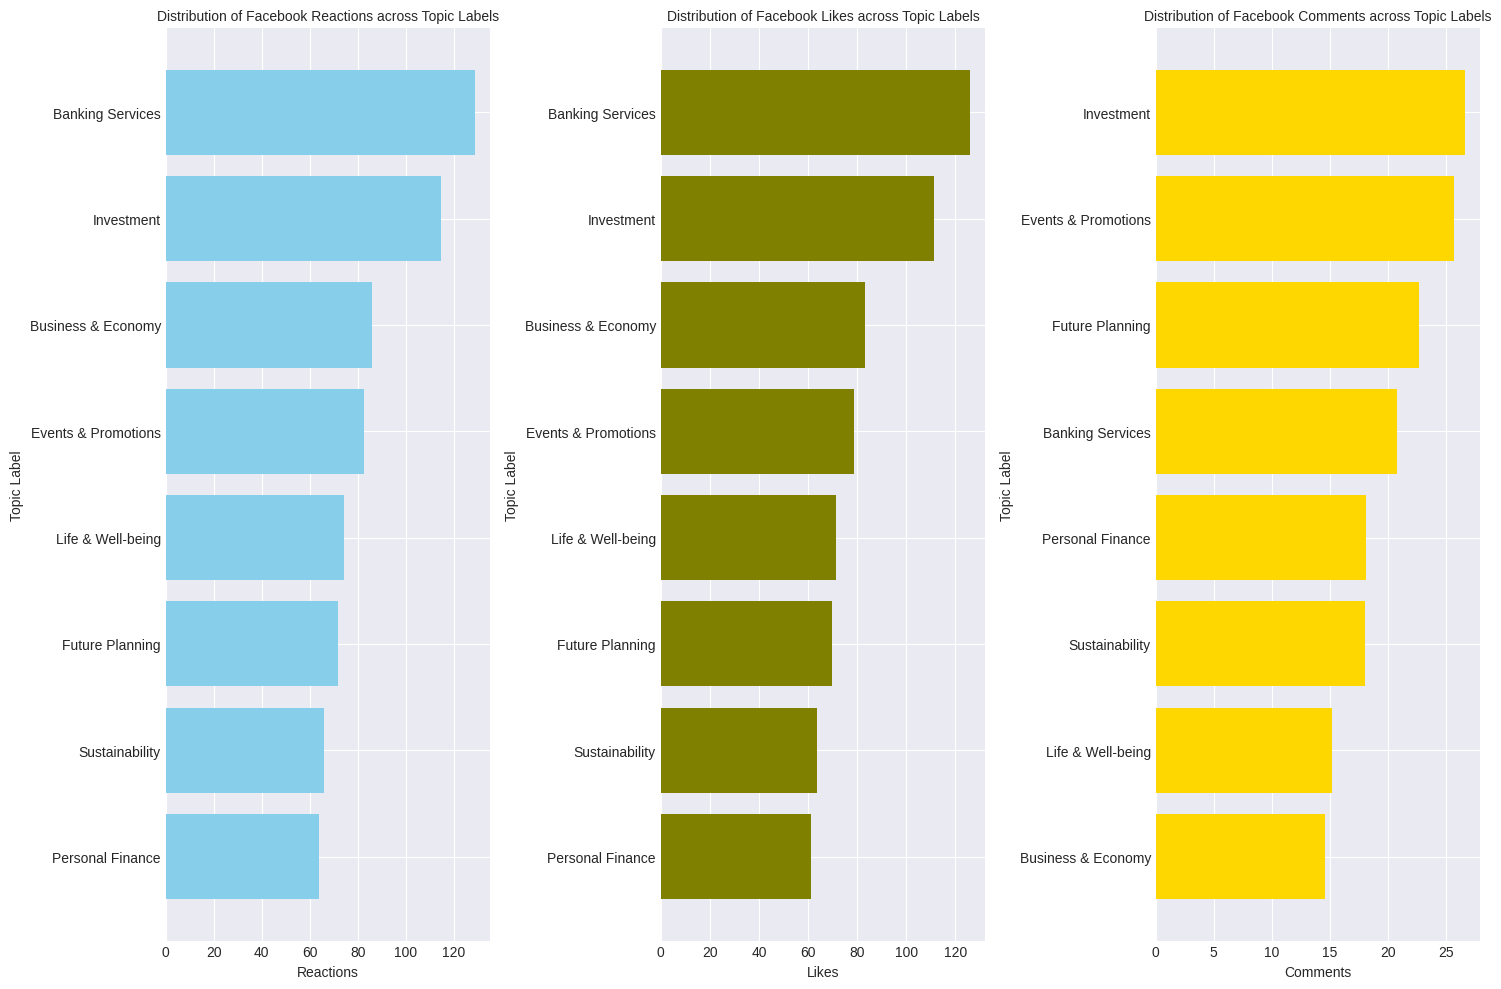 Distribution of Facebook Reactions across Topic Labels
Topic Label
Banking Services
Investment
Business & Economy
Events & Promotions
Life & Well-being
Future Planning
Sustainability
Personal Finance
0 20 40 60 80 100 120
Reactions
Distribution of Facebook Likes across Topic Labels
Topic Label
Banking Services
Investment
Business & Economy
Events & Promotions
Life & Well-being
Future Planning
Sustainability
Personal Finance
0 20 40 60 80 100 120
Likes
Distribution of Facebook Comments across Topic Labels
Topic Label
Investment
Events & Promotions
Future Planning
Banking Services
Personal Finance
Sustainability
Life & Well-being
Business & Economy
0 5 10 15 20 25
Comments